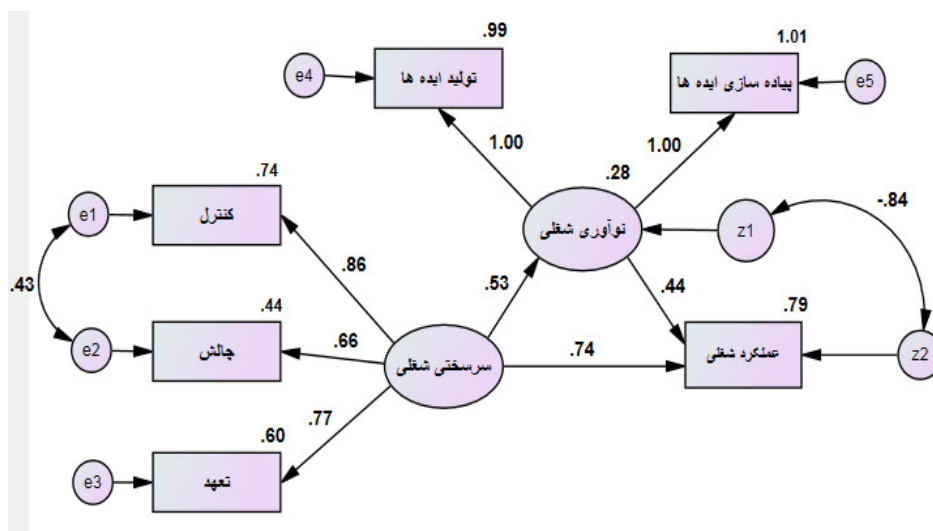 .99
1.01
e4
تولید ایده ها
پیاده سازی ایده ها
e5
1.00
1.00
.74
.28
-.84
e1
کنترل
نوآوری شغلی
z1
.86
.43
.53
.44
.44
.79
e2
چالش
.66
سرسختی شغلی
.74
عملکرد شغلی
z2
.77
.60
e3
تعهد